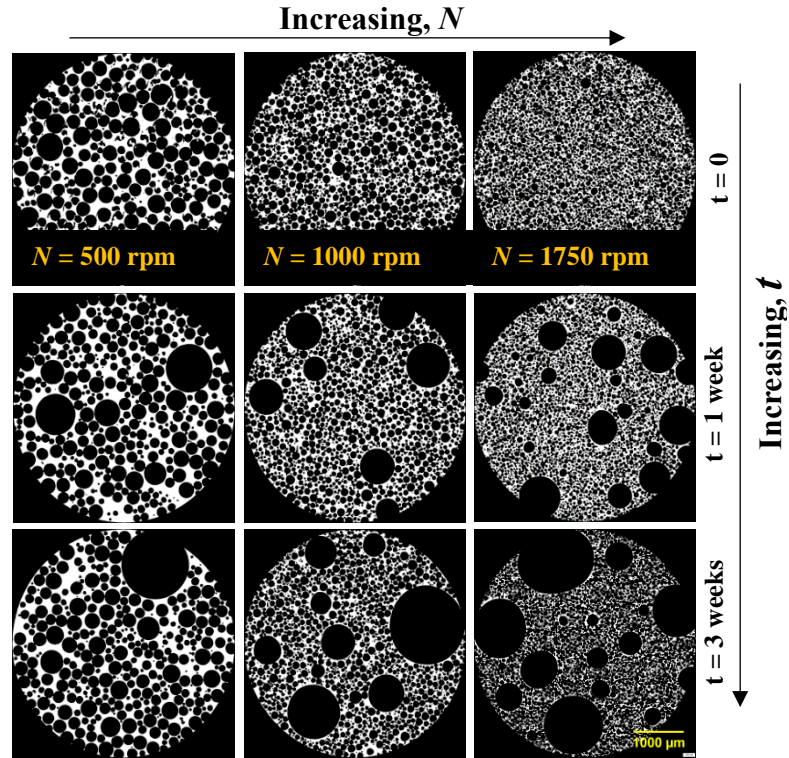 Increasing, N
t = 0
N = 500 rpm
N = 1000 rpm
N = 1750 rpm
t = 1 week
Increasing, t
t = 3 weeks
1000 µm